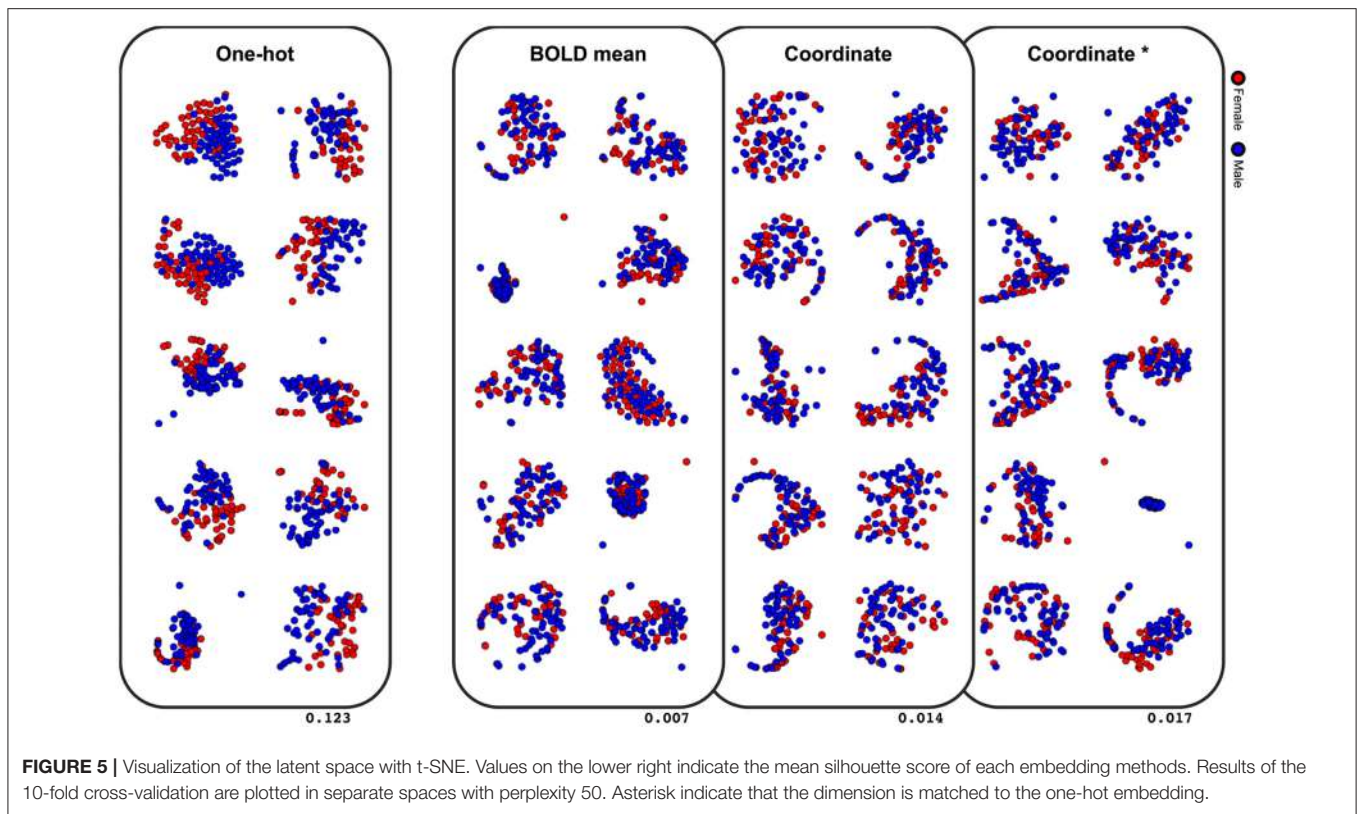 One-hot
BOLD mean
Coordinate
Coordinate *
Female
Male
0.123
0.007
0.014
0.017
FIGURE 5 | Visualization of the latent space with t-SNE. Values on the lower right indicate the mean silhouette score of each embedding methods. Results of the
10-fold cross-validation are plotted in separate spaces with perplexity 50. Asterisk indicate that the dimension is matched to the one-hot embedding.